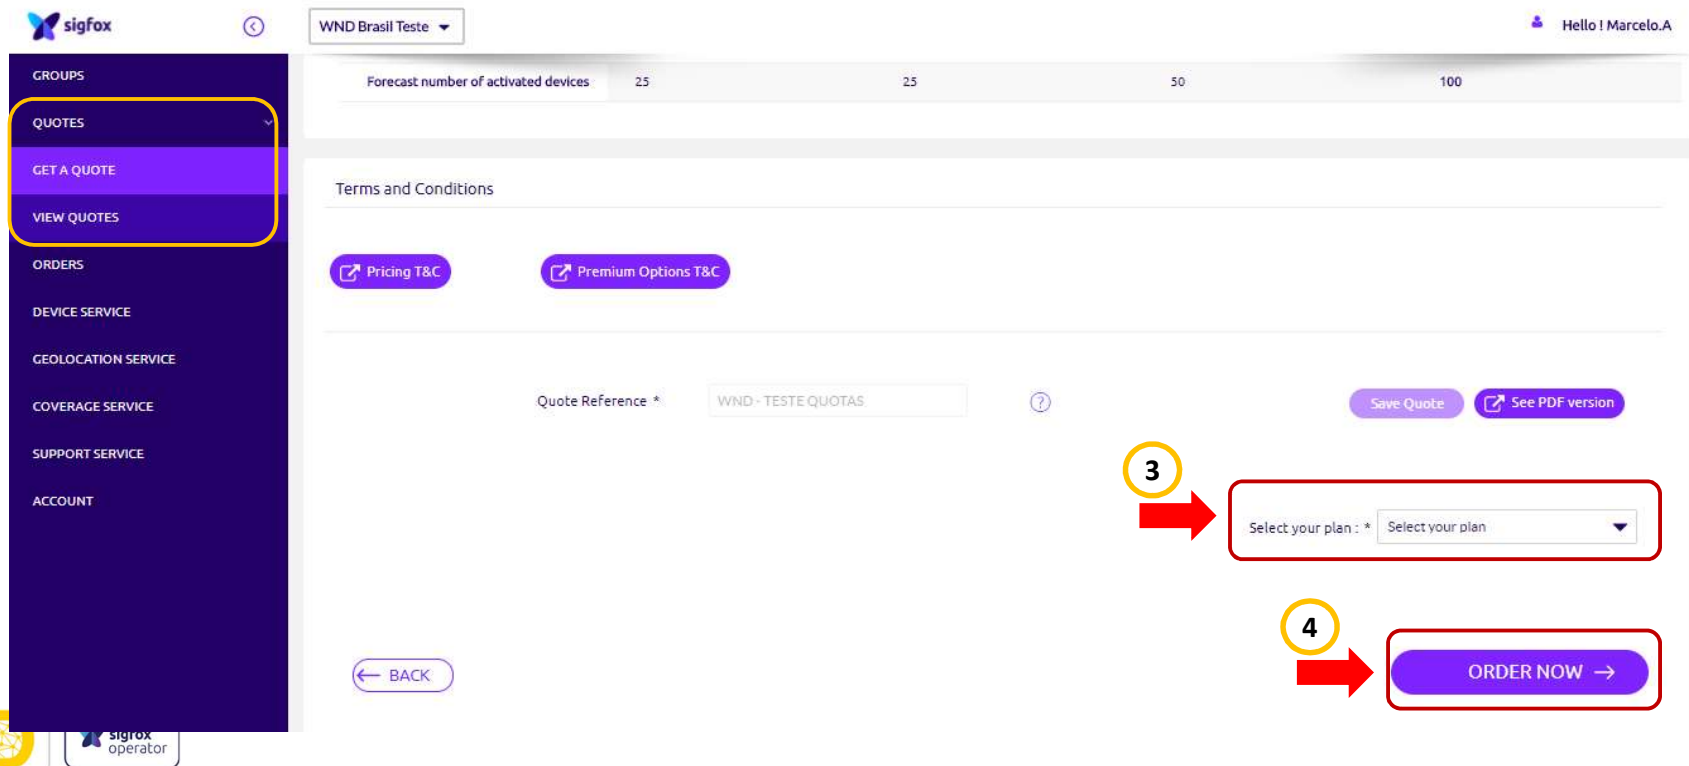 sigfox
WND Brasil Teste
Hello ! Marcelo.A
GROUPS
QUOTES
GET A QUOTE
VIEW QUOTES
ORDERS
DEVICE SERVICE
GEOLOCATION SERVICE
COVERAGE SERVICE
SUPPORT SERVICE
ACCOUNT
Forecast number of activated devices 25 25 50 100
Terms and Conditions
Pricing T&C Premium Options T&C
Quote Reference * WND - TESTE QUOTAS ? Save Quote See PDF version
3
Select your plan : * Select your plan
4
← BACK ORDER NOW →
sigfox
operator